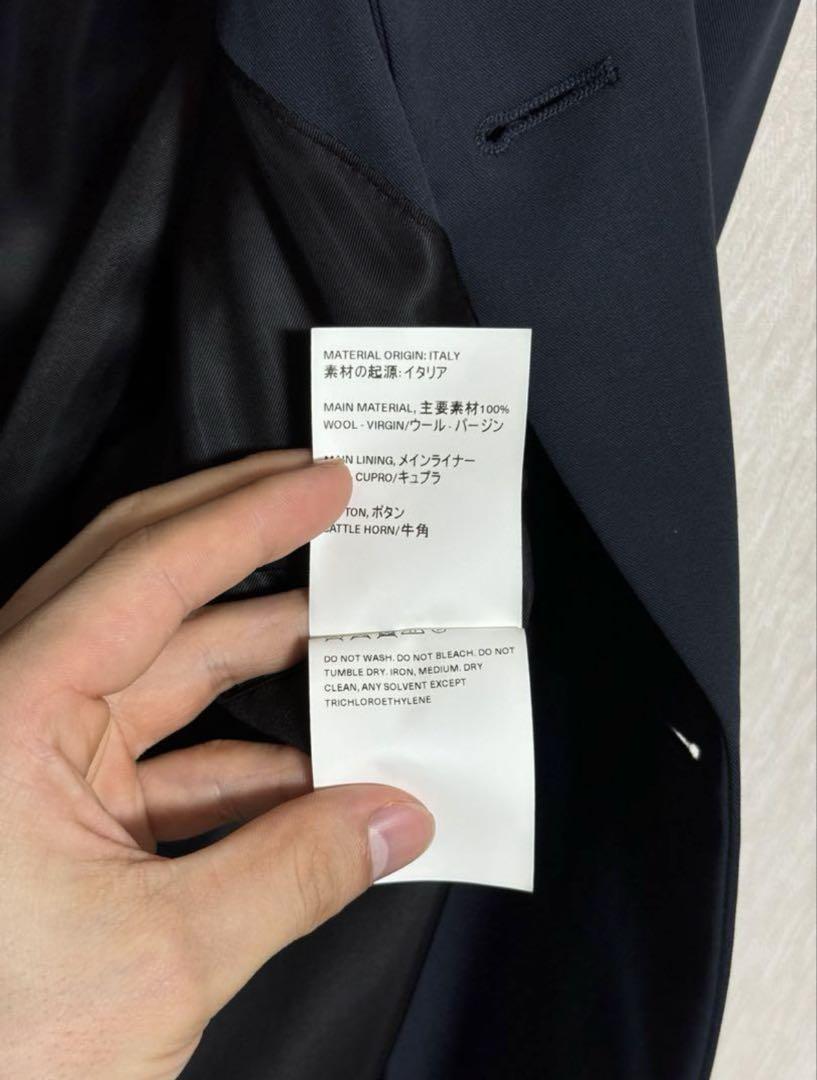 MATERIAL ORIGIN: ITALY
素材の起源:イタリア
MAIN MATERIAL, 主要素材100%
WOOL - VIRGIN/ウール - バージン
LINING, メインライナー
CUPRO/キュプラ
ボタン
HORN/牛角
DO NOT WASH. DO NOT BLEACH. DO NOT
TUMBLE DRY. IRON, MEDIUM. DRY
CLEAN, ANY SOLVENT EXCEPT
TRICHLOROETHYLENE